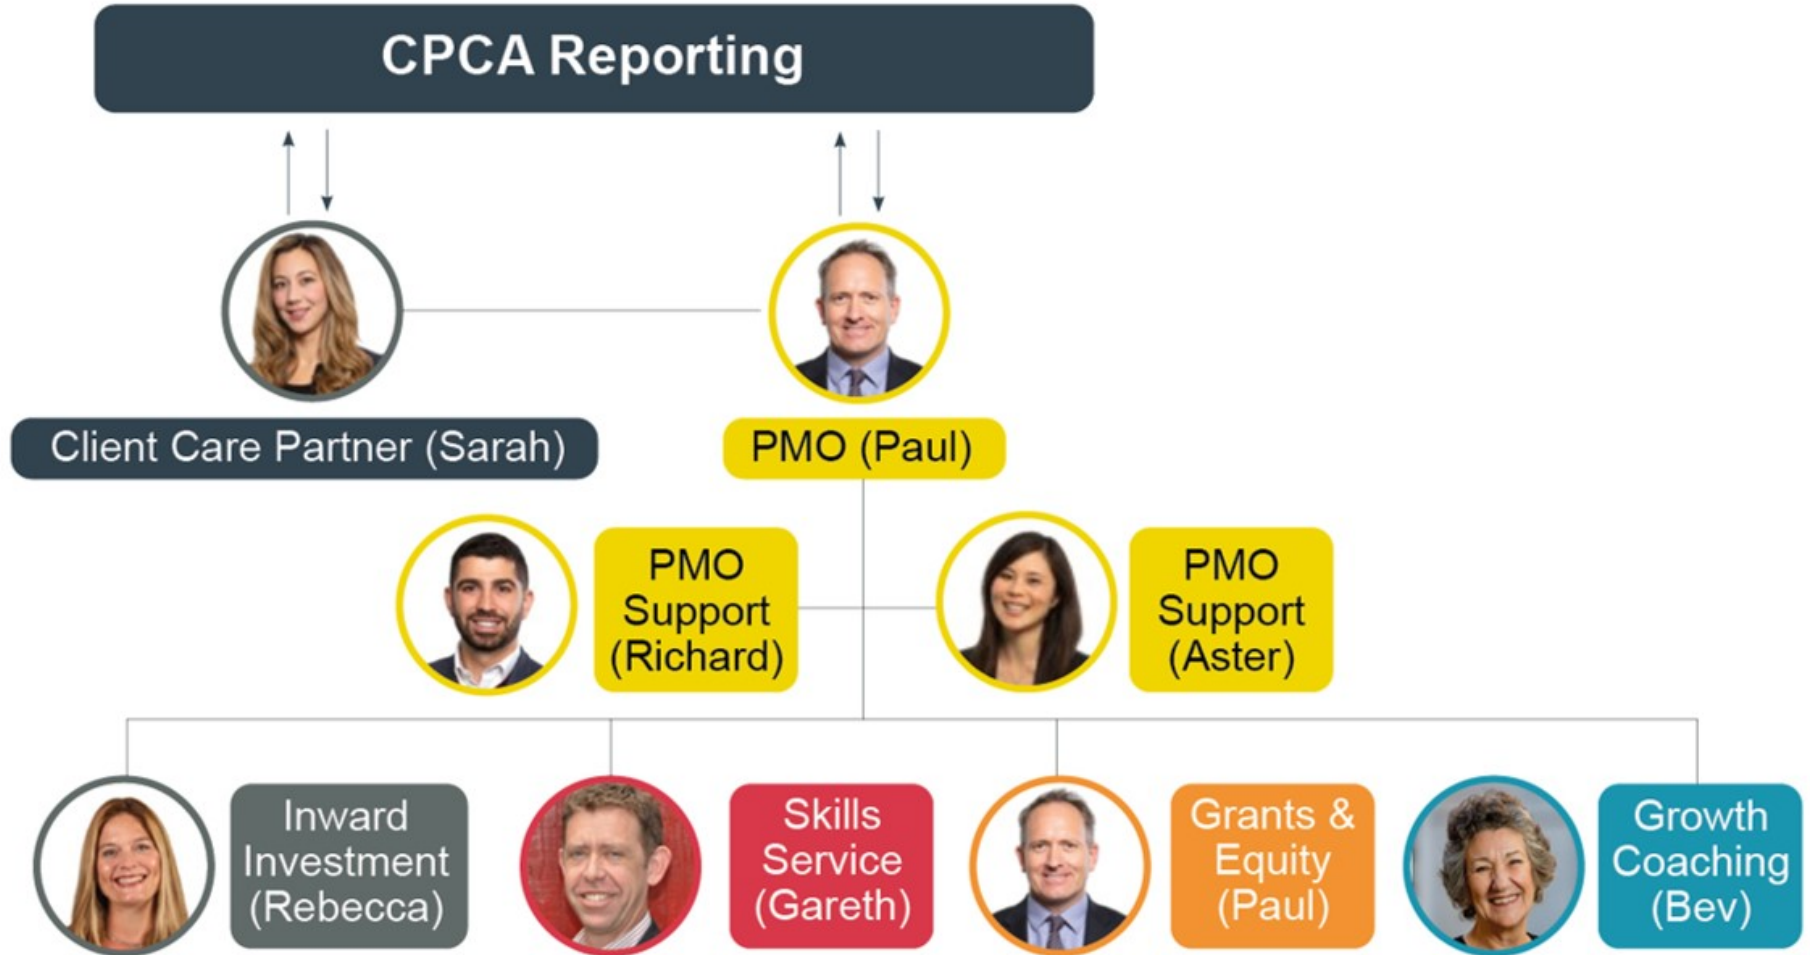 CPCA Reporting
Client Care Partner (Sarah)
PMO (Paul)
PMO
Support
(Richard)
PMO
Support
(Aster)
Inward
Investment
(Rebecca)
Skills
Service
(Gareth)
Grants &
Equity
(Paul)
Growth
Coaching
(Bev)